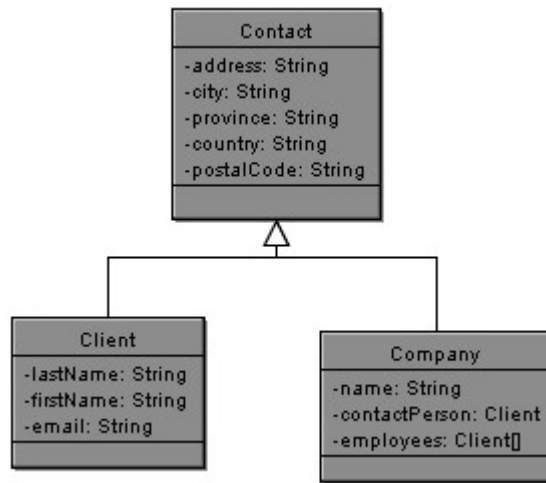 Contact
-address: String
-city: String
-province: String
-country: String
-postalCode: String
Client
-lastName: String
-firstName: String
-email: String
Company
-name: String
-contactPerson: Client
-employees: Client[]